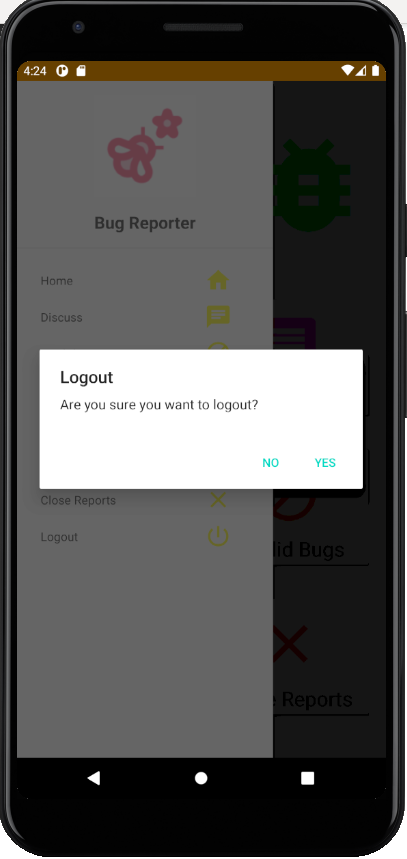 4:24
Bug Reporter
Home
Discuss
Logout
Are you sure you want to logout?
NO
YES
Close Reports
Logout
Bugs
Reports